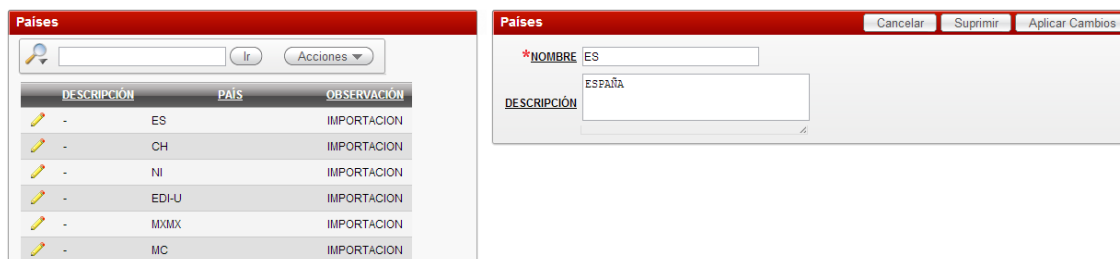 Países
Ir
Acciones
DESCRIPCIÓN PAÍS OBSERVACIÓN
- ES IMPORTACION
- CH IMPORTACION
- NI IMPORTACION
- EDI-U IMPORTACION
- MXMX IMPORTACION
- MC IMPORTACION
Países
Cancelar Suprimir Aplicar Cambios
*NOMBRE ES
DESCRIPCIÓN ESPAÑA